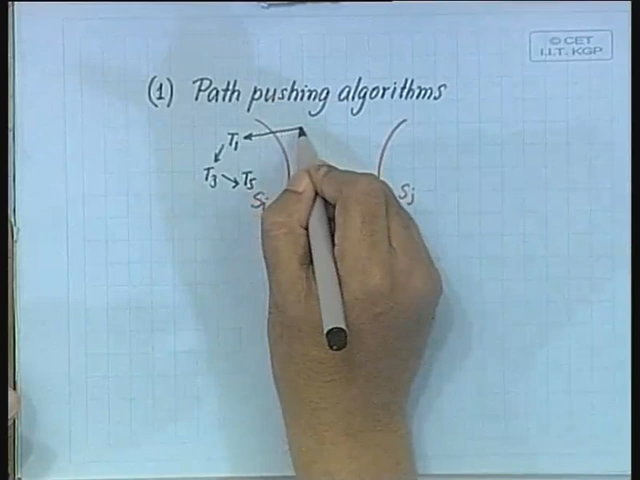 © CET
I.I.T. KGP
(1) Path pushing algorithms
T₁
T₃ T₅
Sᵢ Sⱼ